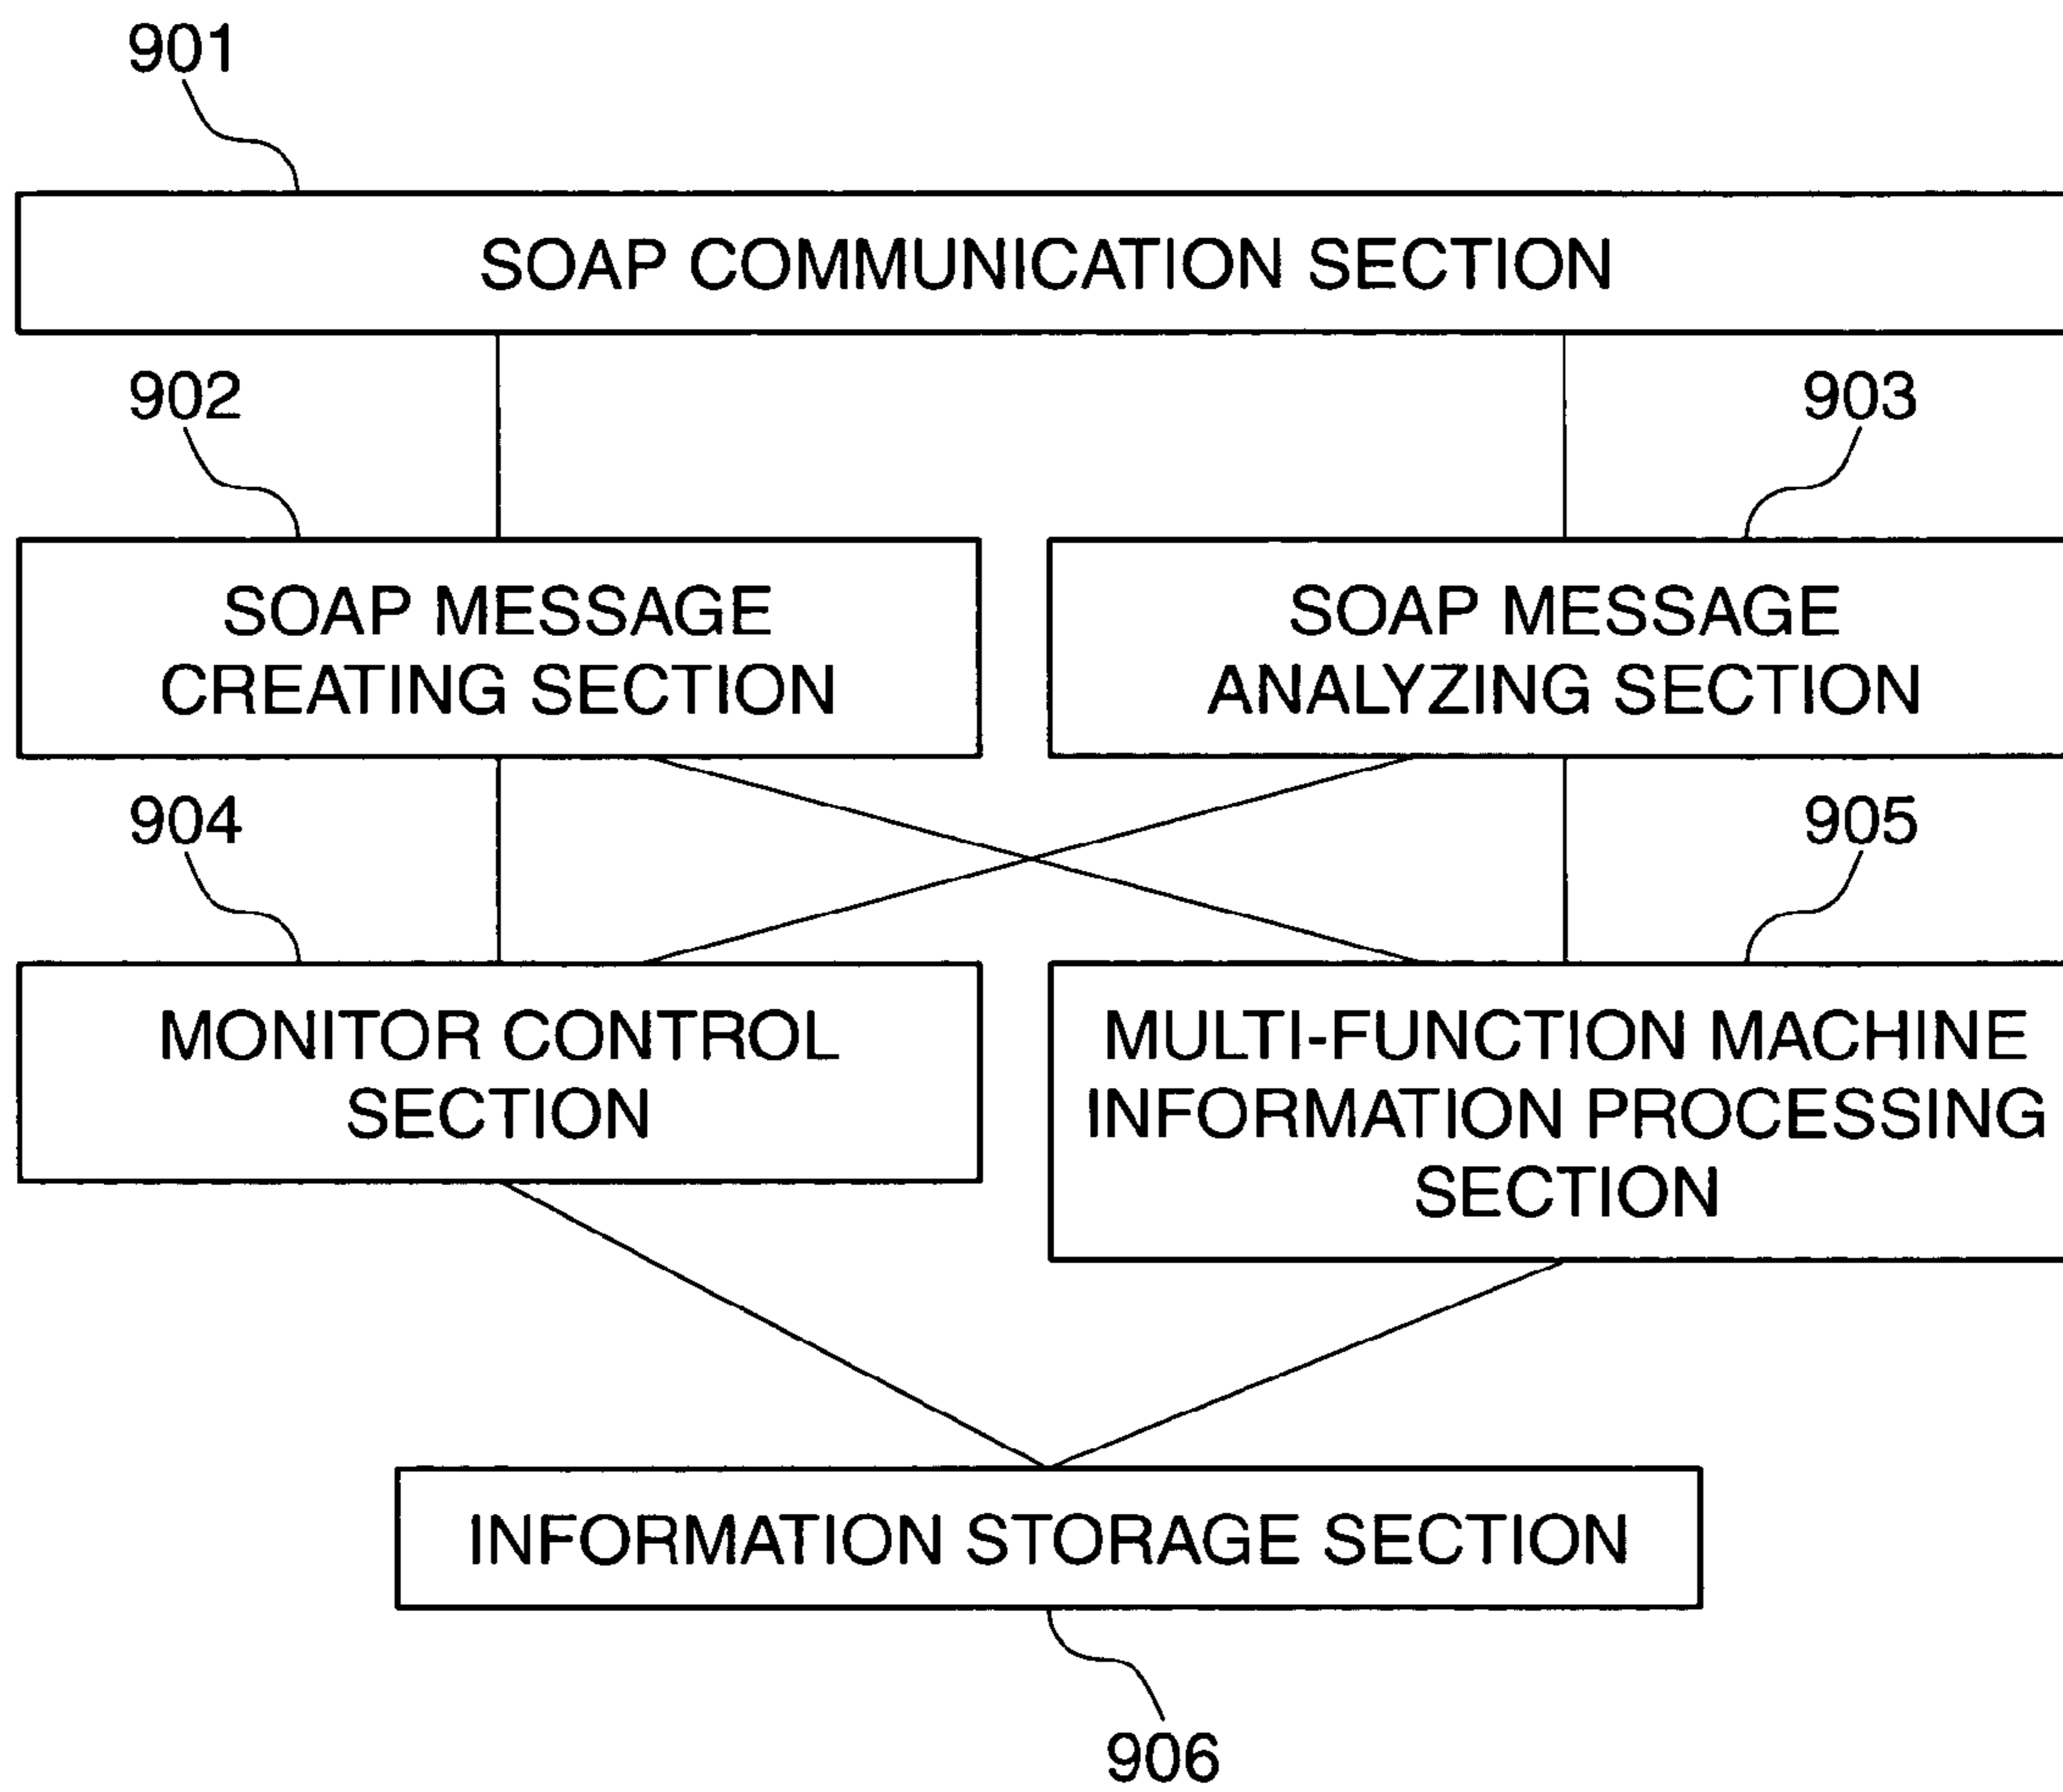 901
SOAP COMMUNICATION SECTION
902
903
SOAP MESSAGE
CREATING SECTION
SOAP MESSAGE
ANALYZING SECTION
904
905
MONITOR CONTROL
SECTION
MULTI-FUNCTION MACHINE
INFORMATION PROCESSING
SECTION
INFORMATION STORAGE SECTION
906